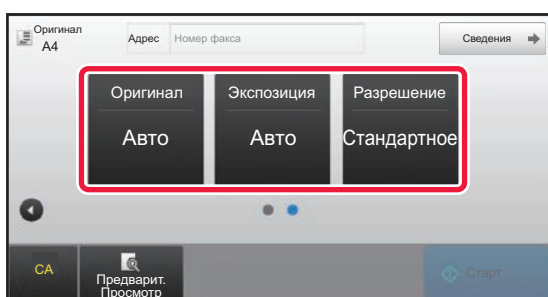 Оригинал
A4
Адрес
Номер факса
Сведения
Оригинал
Экспозиция
Разрешение
Авто
Авто
Стандартное
CA
Предварит.
Просмотр
Старт